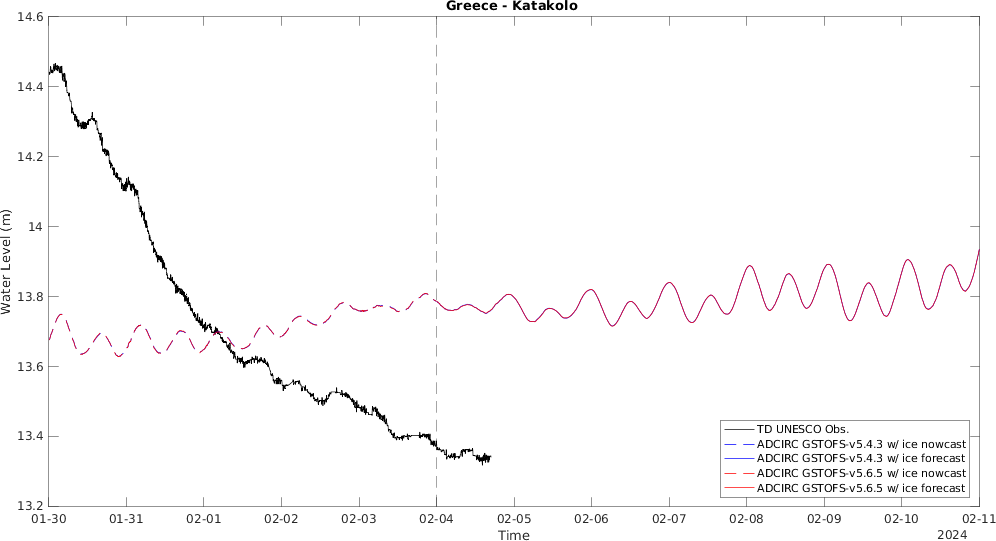 Greece - Katakolo
14.6
14.4
14.2
14
13.8
13.6
13.4
13.2
Water Level (m)
01-30 01-31 02-01 02-02 02-03 02-04 02-05 02-06 02-07 02-08 02-09 02-10 02-11
Time
2024
TD UNESCO Obs.
ADCIRC GSTOFS-v5.4.3 w/ ice nowcast
ADCIRC GSTOFS-v5.4.3 w/ ice forecast
ADCIRC GSTOFS-v5.6.5 w/ ice nowcast
ADCIRC GSTOFS-v5.6.5 w/ ice forecast